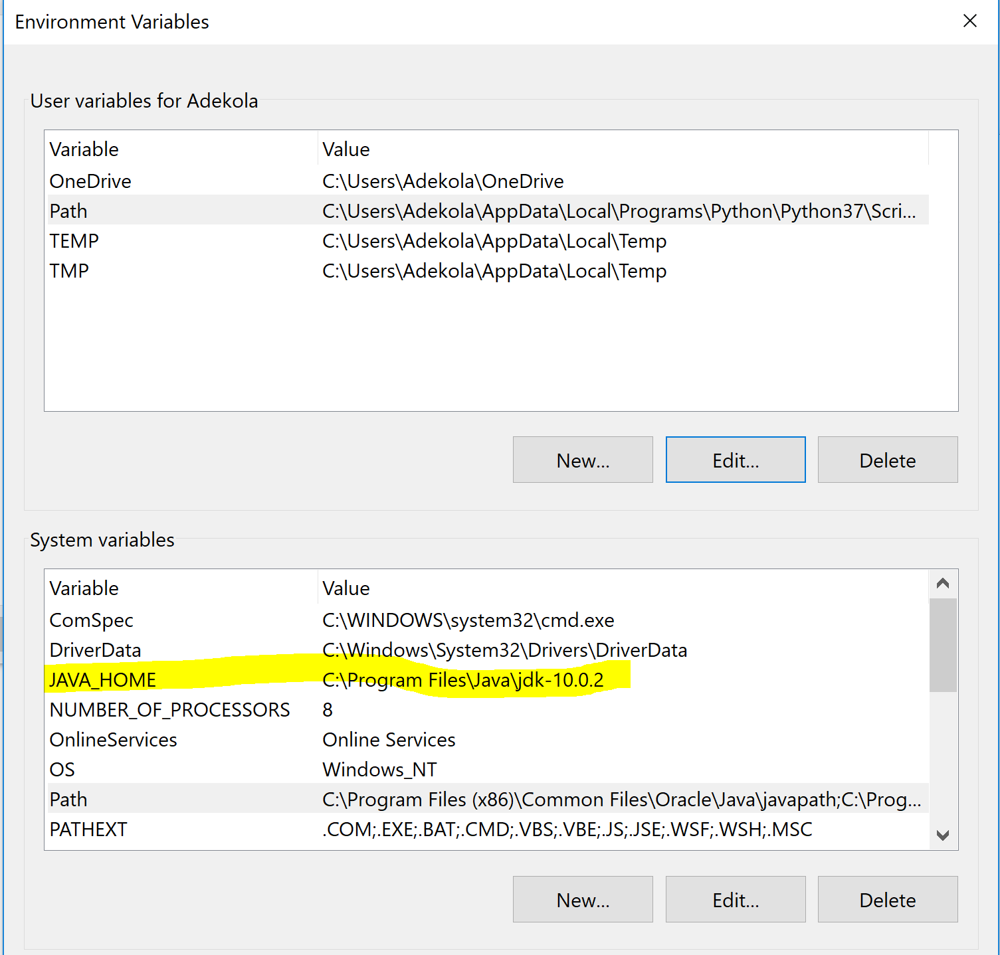 Environment Variables
User variables for Adekola
Variable Value
OneDrive C:\Users\Adekola\OneDrive
Path C:\Users\Adekola\AppData\Local\Programs\Python\Python37\Scri...
TEMP C:\Users\Adekola\AppData\Local\Temp
TMP C:\Users\Adekola\AppData\Local\Temp
New... Edit... Delete
System variables
Variable Value
ComSpec C:\WINDOWS\system32\cmd.exe
DriverData C:\Windows\System32\Drivers\DriverData
JAVA_HOME C:\Program Files\Java\jdk-10.0.2
NUMBER_OF_PROCESSORS 8
OnlineServices Online Services
OS Windows_NT
Path C:\Program Files (x86)\Common Files\Oracle\Java\javapath;C:\Prog...
PATHEXT .COM;.EXE;.BAT;.CMD;.VBS;.VBE;.JS;.JSE;.WSF;.WSH;.MSC
New... Edit... Delete